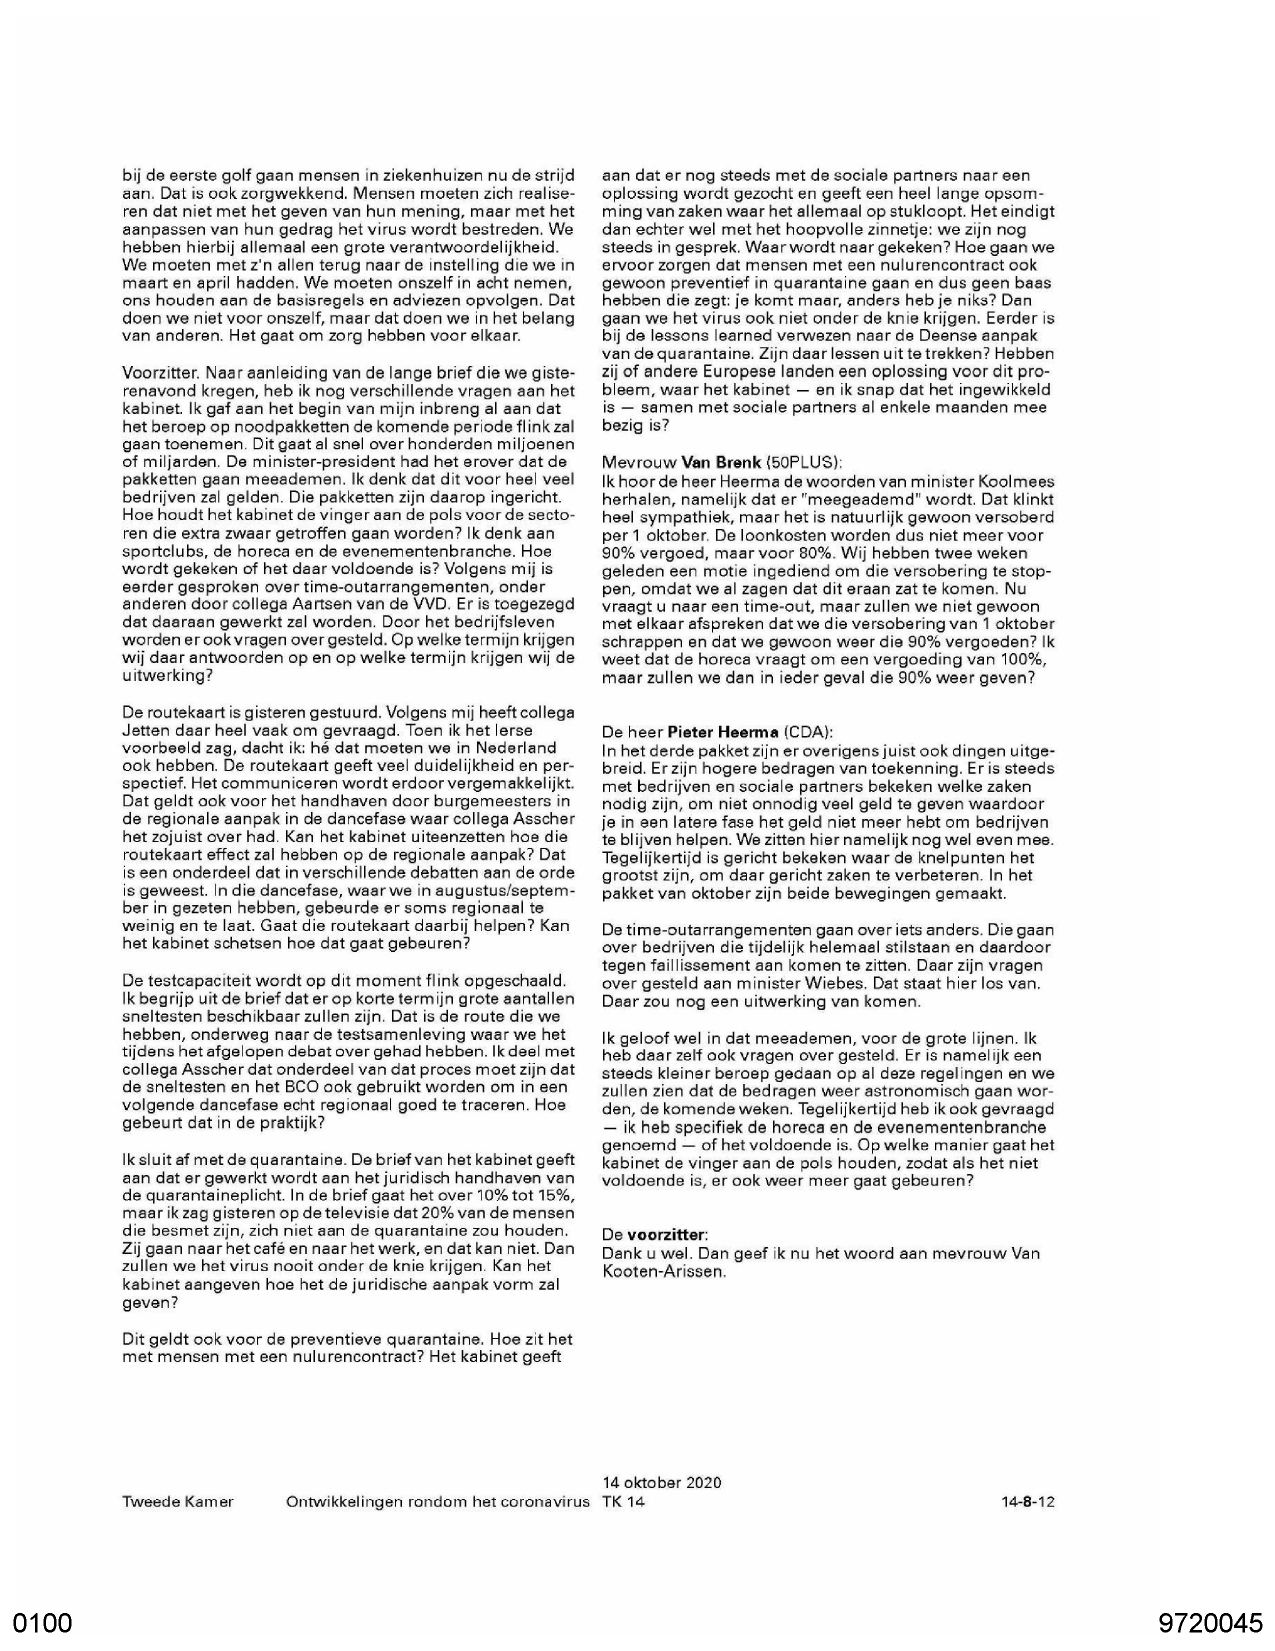 bij de eerste golf gaan mensen in ziekenhuizen nu de strijd
aan. Dat is ook zorgwekkend. Mensen moeten zich realise-
ren dat niet met het geven van hun mening, maar met het
aanpassen van hun gedrag het virus wordt bestreden. We
hebben hierbij allemaal een grote verantwoordelijkheid.
We moeten met z'n allen terug naar de instelling die we in
maart en april hadden. We moeten onszelf in acht nemen,
ons houden aan de basisregels en adviezen opvolgen. Dat
doen we niet voor onszelf, maar dat doen we in het belang
van anderen. Het gaat om zorg hebben voor elkaar.
Voorzitter. Naar aanleiding van de lange brief die we giste-
renavond kregen, heb ik nog verschillende vragen aan het
kabinet. Ik gaf aan het begin van mijn inbreng al aan dat
het beroep op noodpakketten de komende periode flink zal
gaan toenemen. Dit gaat al snel over honderden miljoenen
of miljarden. De minister-president had het erover dat de
pakketten gaan meeademen. Ik denk dat dit voor heel veel
bedrijven zal gelden. Die pakketten zijn daarop ingericht.
Hoe houdt het kabinet de vinger aan de pols voor de secto-
ren die extra zwaar getroffen gaan worden? Ik denk aan
sportclubs, de horeca en de evenementenbranche. Hoe
wordt gekeken of het daar voldoende is? Volgens mij is
eerder gesproken over time-outarrangementen, onder
anderen door collega Aartsen van de VVD. Er is toegezegd
dat daaraan gewerkt zal worden. Door het bedrijfsleven
worden er ook vragen over gesteld. Op welke termijn krijgen
wij daar antwoorden op en op welke termijn krijgen wij de
uitwerking?
De routekaart is gisteren gestuurd. Volgens mij heeft collega
Jetten daar heel vaak om gevraagd. Toen ik het Ierse
voorbeeld zag, dacht ik: hé dat moeten we in Nederland
ook hebben. De routekaart geeft veel duidelijkheid en per-
spectief. Het communiceren wordt erdoor vergemakkelijkt.
Dat geldt ook voor het handhaven door burgemeesters in
de regionale aanpak in de dancefase waar collega Asscher
het zojuist over had. Kan het kabinet uiteenzetten hoe die
routekaart effect zal hebben op de regionale aanpak? Dat
is een onderdeel dat in verschillende debatten aan de orde
is geweest. In die dancefase, waar we in augustus/septem-
ber in gezeten hebben, gebeurde er soms regionaal te
weinig en te laat. Gaat die routekaart daarbij helpen? Kan
het kabinet schetsen hoe dat gaat gebeuren?
De testcapaciteit wordt op dit moment flink opgeschaald.
Ik begrijp uit de brief dat er op korte termijn grote aantallen
sneltesten beschikbaar zullen zijn. Dat is de route die we
hebben, onderweg naar de testsamenleving waar we het
tijdens het afgelopen debat over gehad hebben. Ik deel met
collega Asscher dat onderdeel van dat proces moet zijn dat
de sneltesten en het BCO ook gebruikt worden om in een
volgende dancefase echt regionaal goed te traceren. Hoe
gebeurt dat in de praktijk?
Ik sluit af met de quarantaine. De brief van het kabinet geeft
aan dat er gewerkt wordt aan het juridisch handhaven van
de quarantaineplicht. In de brief gaat het over 10% tot 15%,
maar ik zag gisteren op de televisie dat 20% van de mensen
die besmet zijn, zich niet aan de quarantaine zou houden.
Zij gaan naar het café en naar het werk, en dat kan niet. Dan
zullen we het virus nooit onder de knie krijgen. Kan het
kabinet aangeven hoe het de juridische aanpak vorm zal
geven?
Dit geldt ook voor de preventieve quarantaine. Hoe zit het
met mensen met een nulurencontract? Het kabinet geeft
aan dat er nog steeds met de sociale partners naar een
oplossing wordt gezocht en geeft een heel lange opsom-
ming van zaken waar het allemaal op stukloopt. Het eindigt
dan echter wel met het hoopvolle zinnetje: we zijn nog
steeds in gesprek. Waar wordt naar gekeken? Hoe gaan we
ervoor zorgen dat mensen met een nulurencontract ook
gewoon preventief in quarantaine gaan en dus geen baas
hebben die zegt: je komt maar, anders heb je niks? Dan
gaan we het virus ook niet onder de knie krijgen. Eerder is
bij de lessons learned verwezen naar de Deense aanpak
van de quarantaine. Zijn daar lessen uit te trekken? Hebben
zij of andere Europese landen een oplossing voor dit pro-
bleem, waar het kabinet — en ik snap dat het ingewikkeld
is — samen met sociale partners al enkele maanden mee
bezig is?
Mevrouw Van Brenk (50PLUS):
Ik hoor de heer Heerma de woorden van minister Koolmees
herhalen, namelijk dat er "meegeademd" wordt. Dat klinkt
heel sympathiek, maar het is natuurlijk gewoon versoberd
per 1 oktober. De loonkosten worden dus niet meer voor
90% vergoed, maar voor 80%. Wij hebben twee weken
geleden een motie ingediend om die versobering te stop-
pen, omdat we al zagen dat dit eraan zat te komen. Nu
vraagt u naar een time-out, maar zullen we niet gewoon
met elkaar afspreken dat we die versobering van 1 oktober
schrappen en dat we gewoon weer die 90% vergoeden? Ik
weet dat de horeca vraagt om een vergoeding van 100%,
maar zullen we dan in ieder geval die 90% weer geven?
De heer Pieter Heerma (CDA):
In het derde pakket zijn er overigens juist ook dingen uitge-
breid. Er zijn hogere bedragen van toekenning. Er is steeds
met bedrijven en sociale partners bekeken welke zaken
nodig zijn, om niet onnodig veel geld te geven waardoor
je in een latere fase het geld niet meer hebt om bedrijven
te blijven helpen. We zitten hier namelijk nog wel even mee.
Tegelijkertijd is gericht bekeken waar de knelpunten het
grootst zijn, om daar gericht zaken te verbeteren. In het
pakket van oktober zijn beide bewegingen gemaakt.
De time-outarrangementen gaan over iets anders. Die gaan
over bedrijven die tijdelijk helemaal stilstaan en daardoor
tegen faillissement aan komen te zitten. Daar zijn vragen
over gesteld aan minister Wiebes. Dat staat hier los van.
Daar zou nog een uitwerking van komen.
Ik geloof wel in dat meeademen, voor de grote lijnen. Ik
heb daar zelf ook vragen over gesteld. Er is namelijk een
steeds kleiner beroep gedaan op al deze regelingen en we
zullen zien dat de bedragen weer astronomisch gaan wor-
den, de komende weken. Tegelijkertijd heb ik ook gevraagd
— ik heb specifiek de horeca en de evenementenbranche
genoemd — of het voldoende is. Op welke manier gaat het
kabinet de vinger aan de pols houden, zodat als het niet
voldoende is, er ook weer meer gaat gebeuren?
De voorzitter:
Dank u wel. Dan geef ik nu het woord aan mevrouw Van
Kooten-Arissen.
14 oktober 2020
Tweede Kamer Ontwikkelingen rondom het coronavirus TK 14 14-8-12
0100 9720045